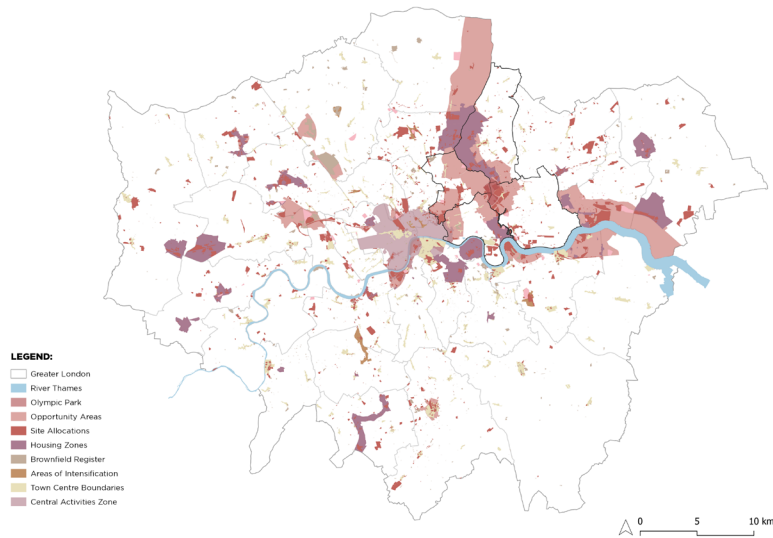 LEGEND:
Greater London
River Thames
Olympic Park
Opportunity Areas
Site Allocations
Housing Zones
Brownfield Register
Areas of Intensification
Town Centre Boundaries
Central Activities Zone
0 5 10 km